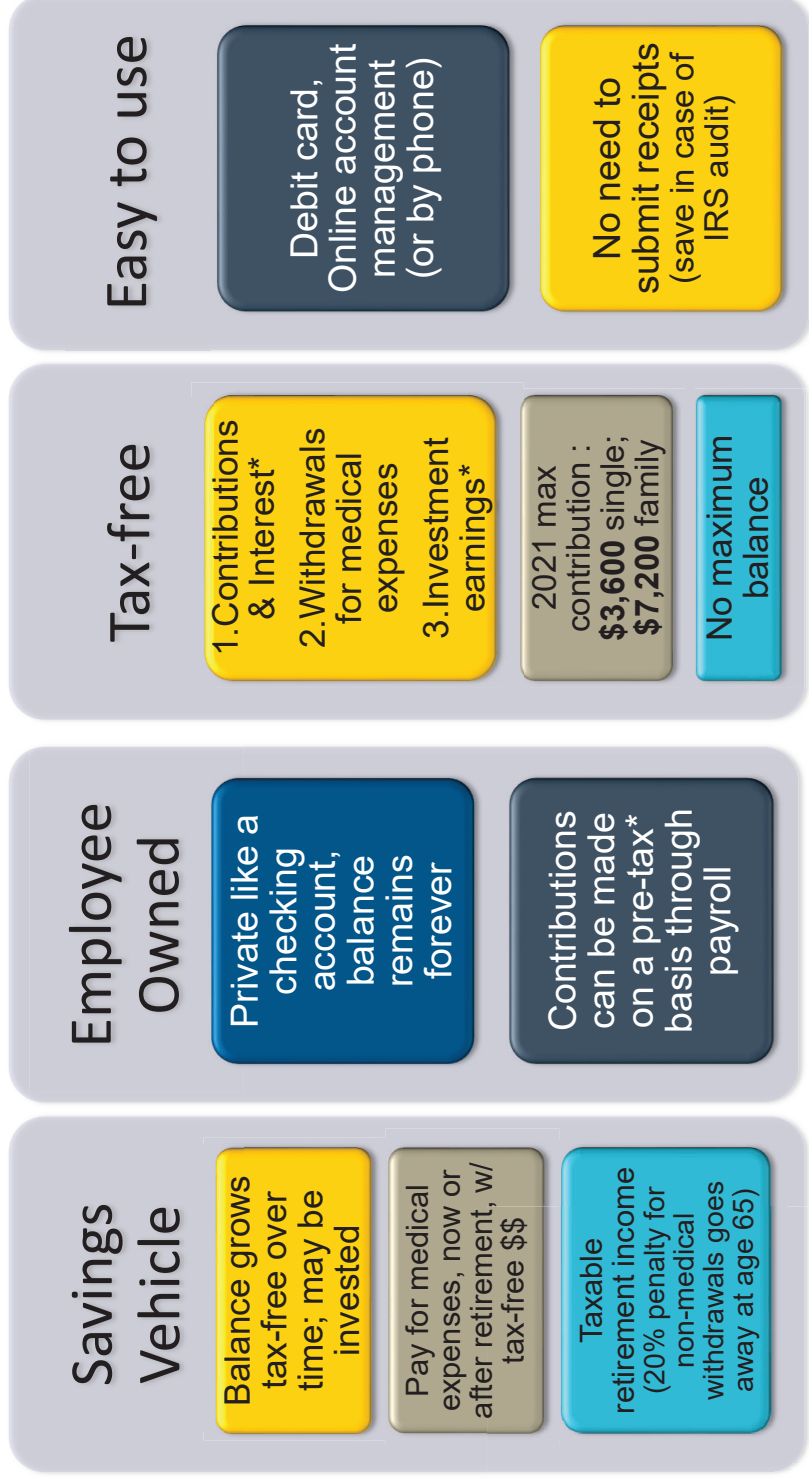 Savings
Vehicle
Balance grows
tax-free over
time; may be
invested
Pay for medical
expenses, now or
after retirement, w/
tax-free $$
Taxable
retirement income
(20% penalty for
non-medical
withdrawals goes
away at age 65)
Employee
Owned
Private like a
checking
account,
balance
remains
forever
Contributions
can be made
on a pre-tax*
basis through
payroll
Tax-free
1.Contributions
& Interest*
2.Withdrawals
for medical
expenses
3.Investment
earnings*
2021 max
contribution :
$3,600 single;
$7,200 family
No maximum
balance
Easy to use
Debit card,
Online account
management
(or by phone)
No need to
submit receipts
(save in case of
IRS audit)